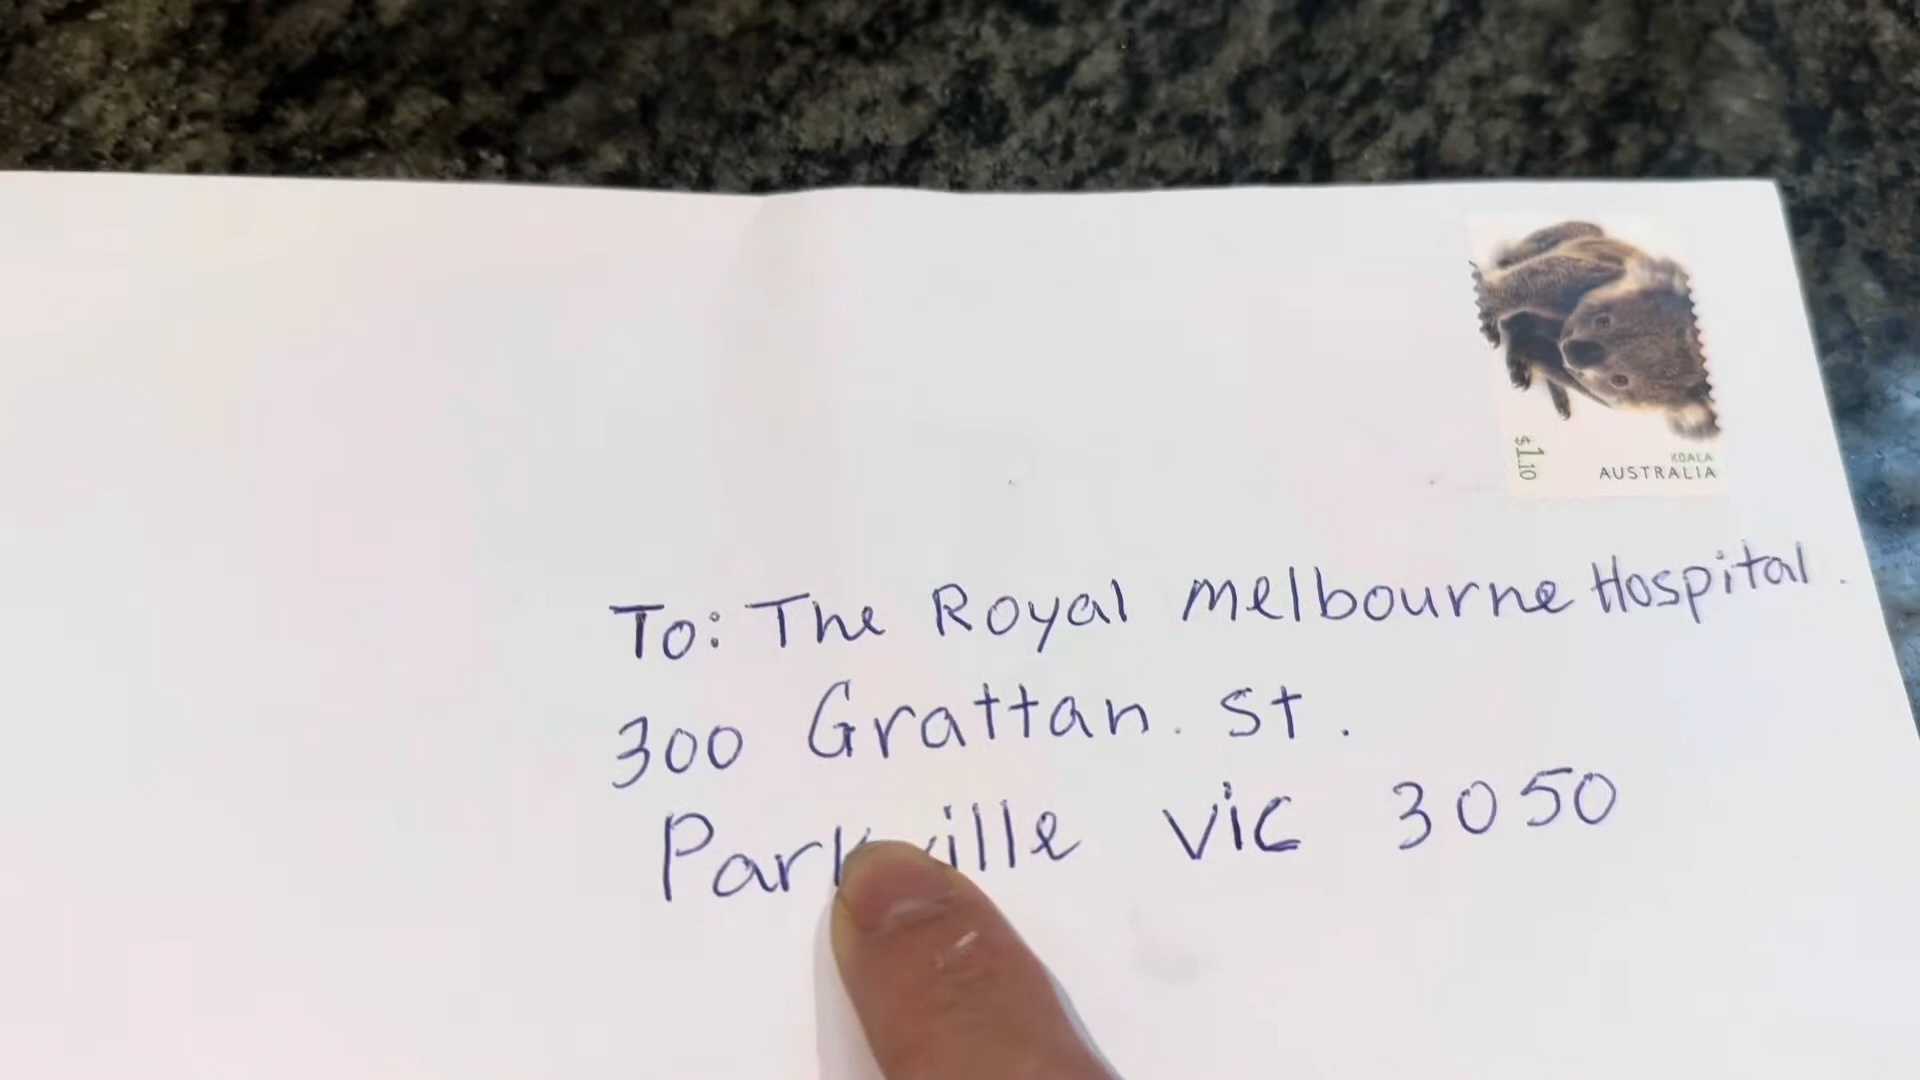 $1.10
KOALA
AUSTRALIA
To: The Royal Melbourne Hospital.
300 Grattan. St.
Parkville Vic 3050